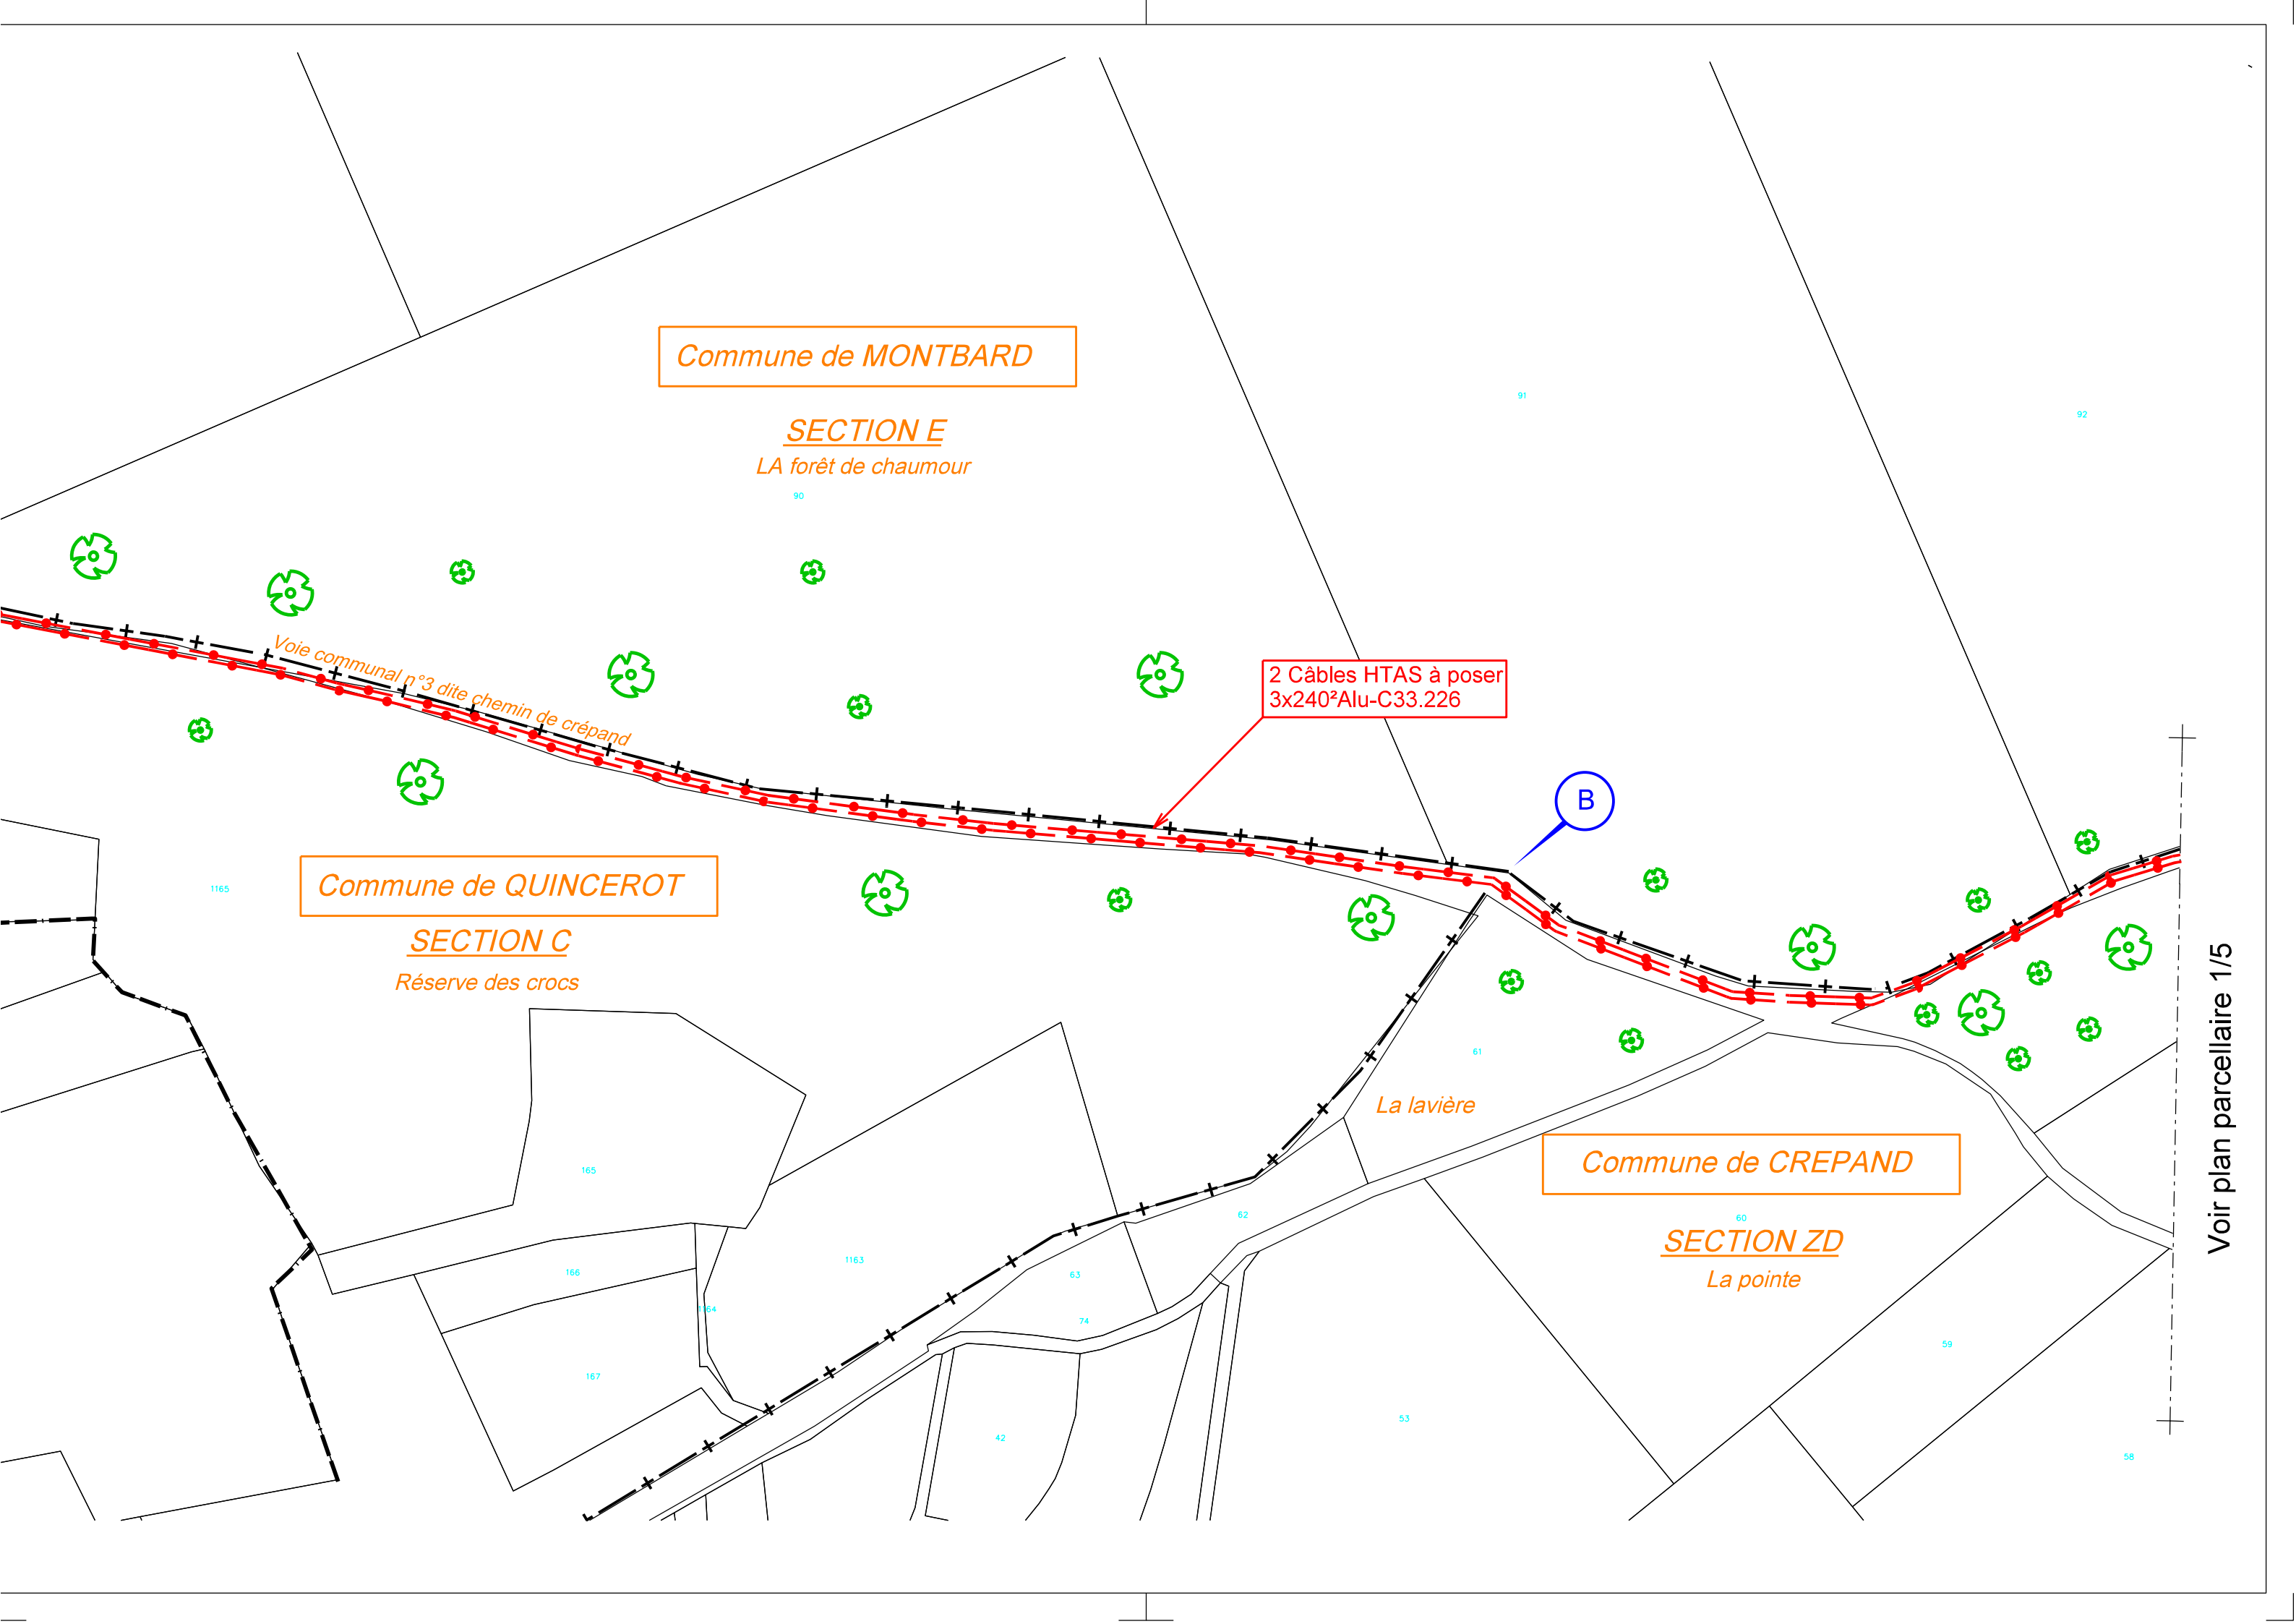 Commune de MONTBARD
SECTION E
LA forêt de chaumour
90
91
92
Voie communal n°3 dite chemin de crépand
2 Câbles HTAS à poser
3x240²Alu-C33.226
B
Commune de QUINCEROT
SECTION C
Réserve des crocs
1165
61
La lavière
Commune de CREPAND
60
SECTION ZD
La pointe
Voir plan parcellaire 1/5
165
62
166
1163
63
1164
74
59
167
53
42
58